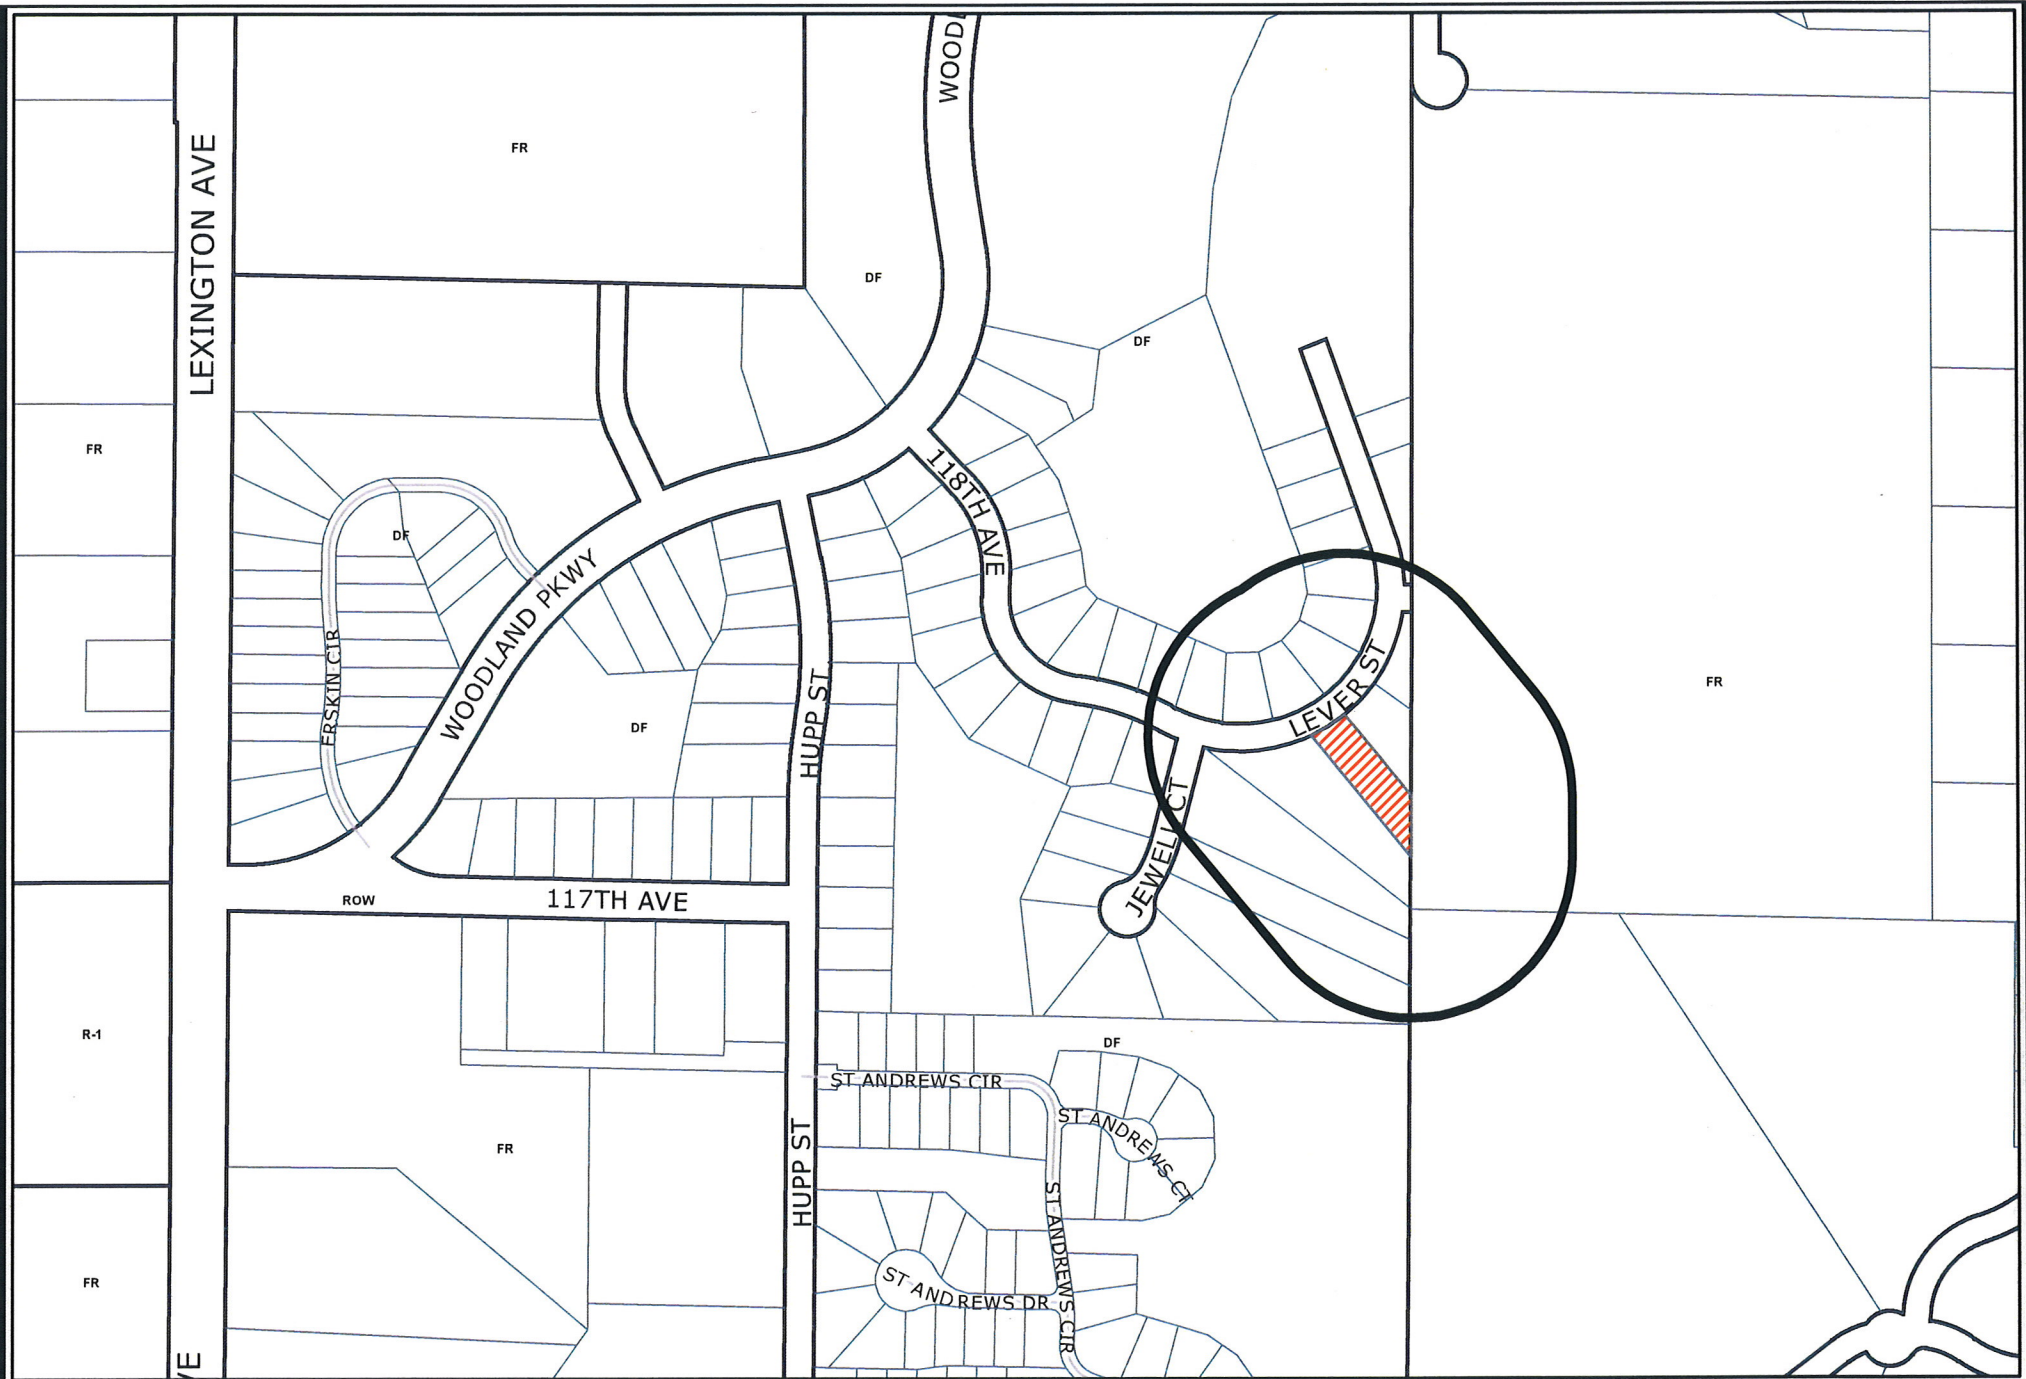 WOOD
LEXINGTON AVE
FR
DF
DF
FR
118TH AVE
DF
WOODLAND PKWY
ERSKIN CIR
HUPP ST
DF
LEVER ST
FR
JEWELL CT
ROW
117TH AVE
R-1
DF
ST ANDREWS CIR
ST ANDREWS CT
FR
HUPP ST
ST ANDREWS CIR
FR
ST ANDREWS DR
VE